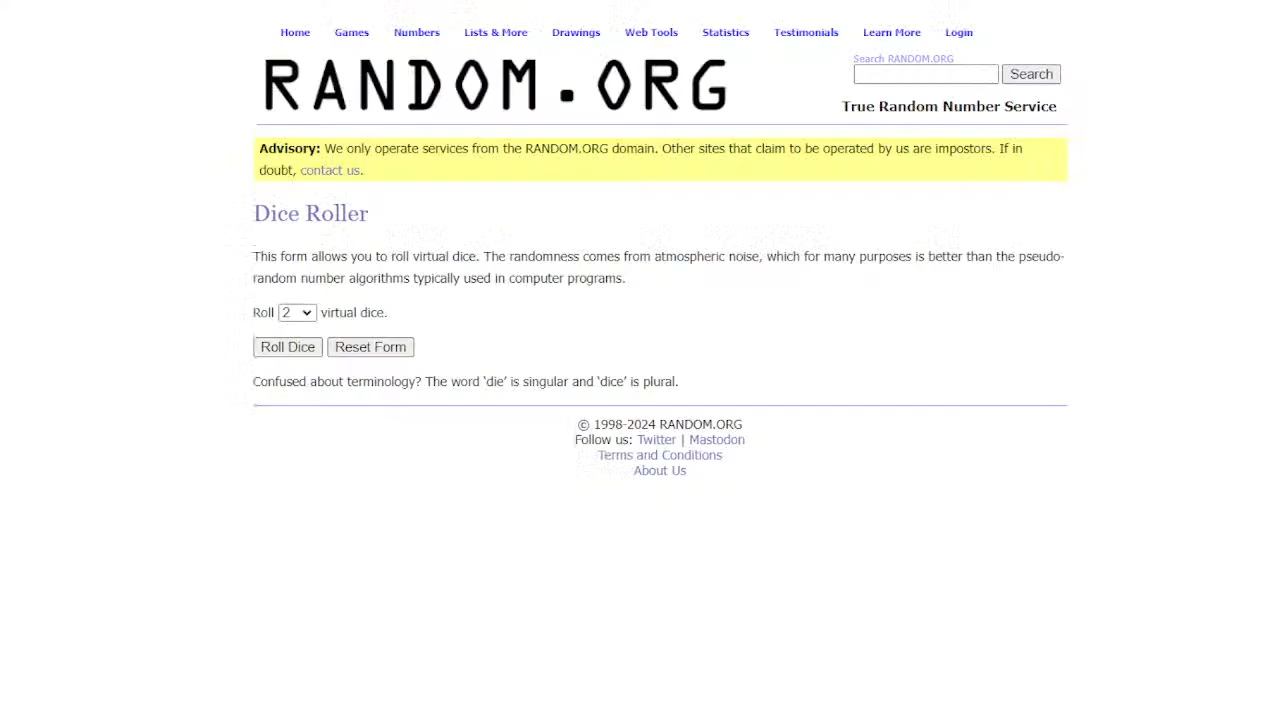 Home Games Numbers Lists & More Drawings Web Tools Statistics Testimonials Learn More Login
RANDOM.ORG
Search RANDOM.ORG
Search
True Random Number Service
Advisory: We only operate services from the RANDOM.ORG domain. Other sites that claim to be operated by us are impostors. If in
doubt, contact us.
Dice Roller
This form allows you to roll virtual dice. The randomness comes from atmospheric noise, which for many purposes is better than the pseudo-
random number algorithms typically used in computer programs.
Roll 2 virtual dice.
Roll Dice Reset Form
Confused about terminology? The word ‘die’ is singular and ‘dice’ is plural.
© 1998-2024 RANDOM.ORG
Follow us: Twitter | Mastodon
Terms and Conditions
About Us